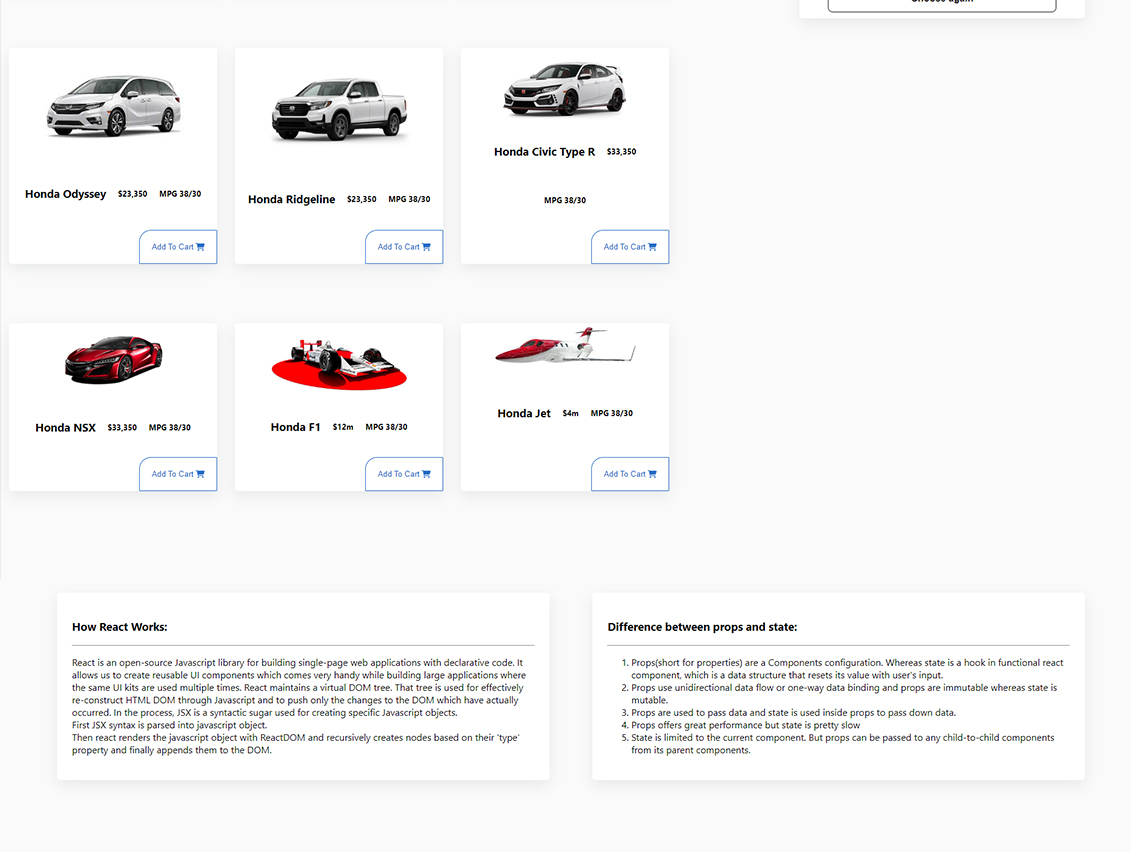 Choose again
Honda Odyssey $23,350 MPG 38/30
Add To Cart
Honda Ridgeline $23,350 MPG 38/30
Add To Cart
Honda Civic Type R $33,350
MPG 38/30
Add To Cart
Honda NSX $33,350 MPG 38/30
Add To Cart
Honda F1 $12m MPG 38/30
Add To Cart
Honda Jet $4m MPG 38/30
Add To Cart
How React Works:
React is an open-source Javascript library for building single-page web applications with declarative code. It
allows us to create reusable UI components which comes very handy while building large applications where
the same UI kits are used multiple times. React maintains a virtual DOM tree. That tree is used for effectively
re-construct HTML DOM through Javascript and to push only the changes to the DOM which have actually
occurred. In the process, JSX is a syntactic sugar used for creating specific Javascript objects.
First JSX syntax is parsed into javascript object.
Then react renders the javascript object with ReactDOM and recursively creates nodes based on their 'type'
property and finally appends them to the DOM.
Difference between props and state:
1. Props(short for properties) are a Components configuration. Whereas state is a hook in functional react
component, which is a data structure that resets its value with user's input.
2. Props use unidirectional data flow or one-way data binding and props are immutable whereas state is
mutable.
3. Props are used to pass data and state is used inside props to pass down data.
4. Props offers great performance but state is pretty slow
5. State is limited to the current component. But props can be passed to any child-to-child components
from its parent components.